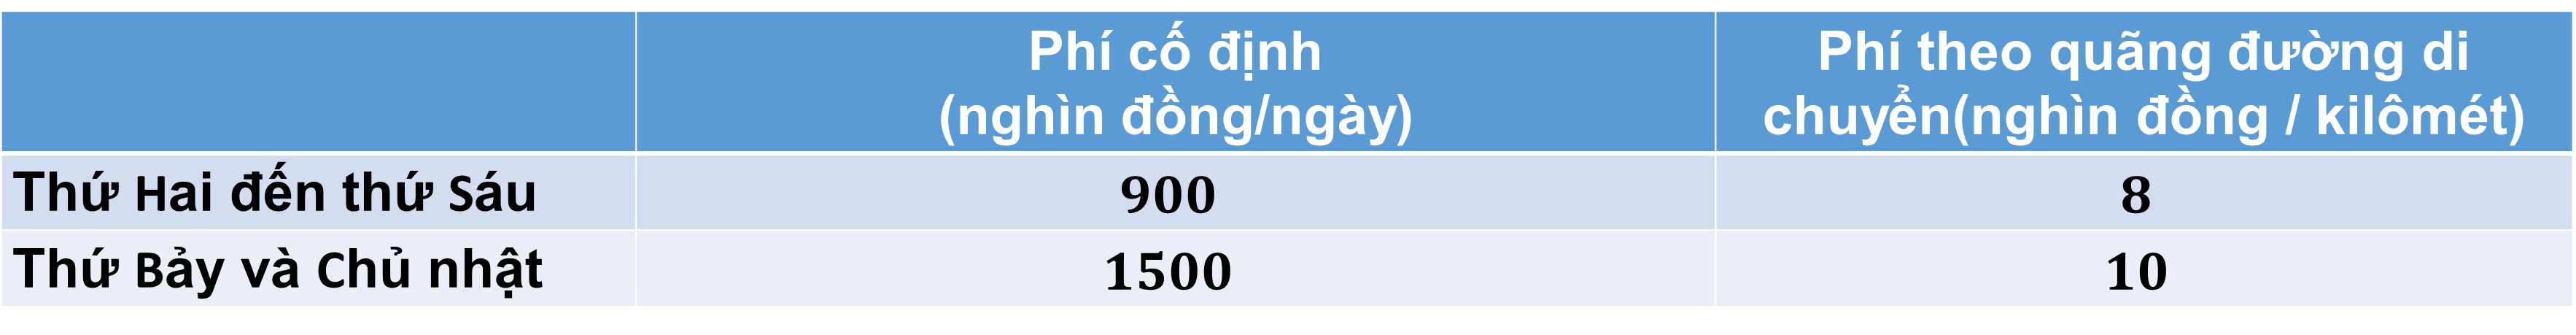 Phí cố định
(nghìn đồng/ngày)
Phí theo quãng đường di
chuyển(nghìn đồng / kilômét)
Thứ Hai đến thứ Sáu
900
8
Thứ Bảy và Chủ nhật
1500
10